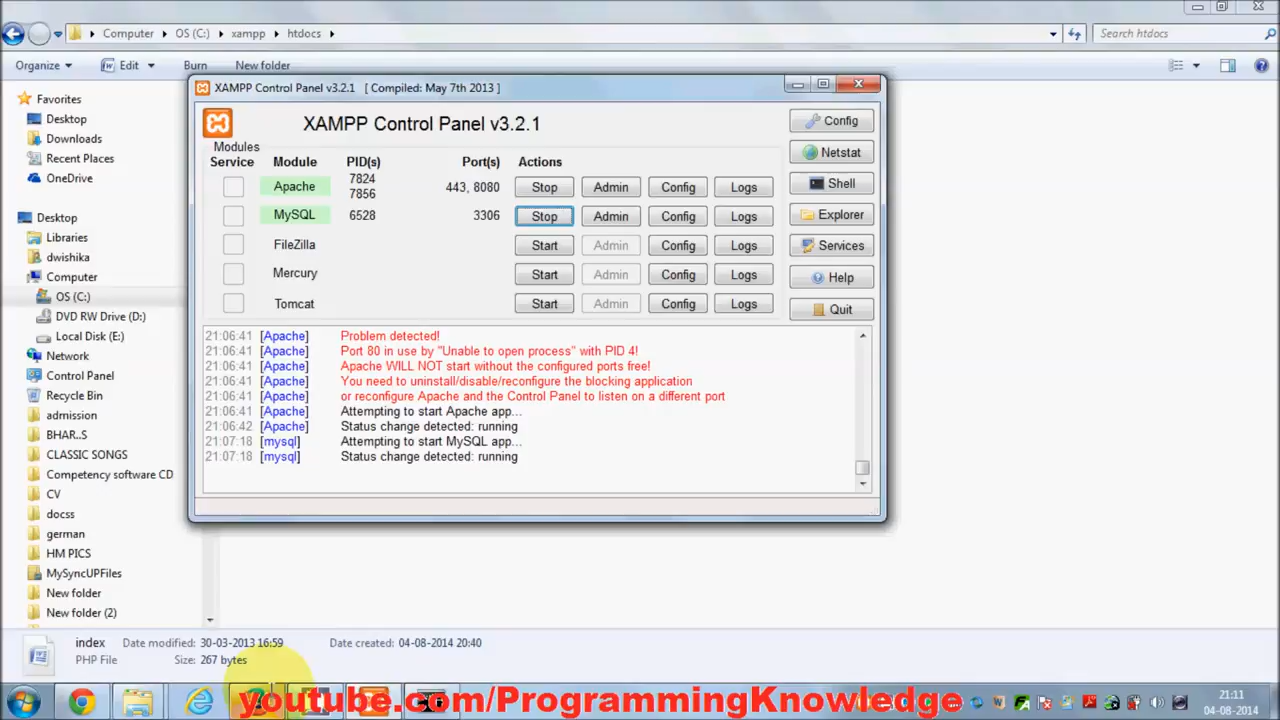 Computer OS (C:) xampp htdocs
Search htdocs
Organize Edit Burn New folder
XAMPP Control Panel v3.2.1 [ Compiled: May 7th 2013 ]
XAMPP Control Panel v3.2.1
Config
Modules
Service Module PID(s) Port(s) Actions
Netstat
Apache 7824 7856 443, 8080 Stop Admin Config Logs
Shell
MySQL 6528 3306 Stop Admin Config Logs
Explorer
FileZilla Start Admin Config Logs
Services
Mercury Start Admin Config Logs
Help
Tomcat Start Admin Config Logs
Quit
21:06:41 [Apache] Problem detected!
21:06:41 [Apache] Port 80 in use by "Unable to open process" with PID 4!
21:06:41 [Apache] Apache WILL NOT start without the configured ports free!
21:06:41 [Apache] You need to uninstall/disable/reconfigure the blocking application
21:06:41 [Apache] or reconfigure Apache and the Control Panel to listen on a different port
21:06:41 [Apache] Attempting to start Apache app...
21:06:42 [Apache] Status change detected: running
21:07:18 [mysql] Attempting to start MySQL app...
21:07:18 [mysql] Status change detected: running
Favorites
Desktop
Downloads
Recent Places
OneDrive
Desktop
Libraries
dwishika
Computer
OS (C:)
DVD RW Drive (D:)
Local Disk (E:)
Network
Control Panel
Recycle Bin
admission
BHAR..S
CLASSIC SONGS
Competency software CD
CV
docss
german
HM PICS
MySyncUPFiles
New folder
New folder (2)
index Date modified: 30-03-2013 16:59 Date created: 04-08-2014 20:40
PHP File Size: 267 bytes
youtube.com/ProgrammingKnowledge
21:11
04-08-2014